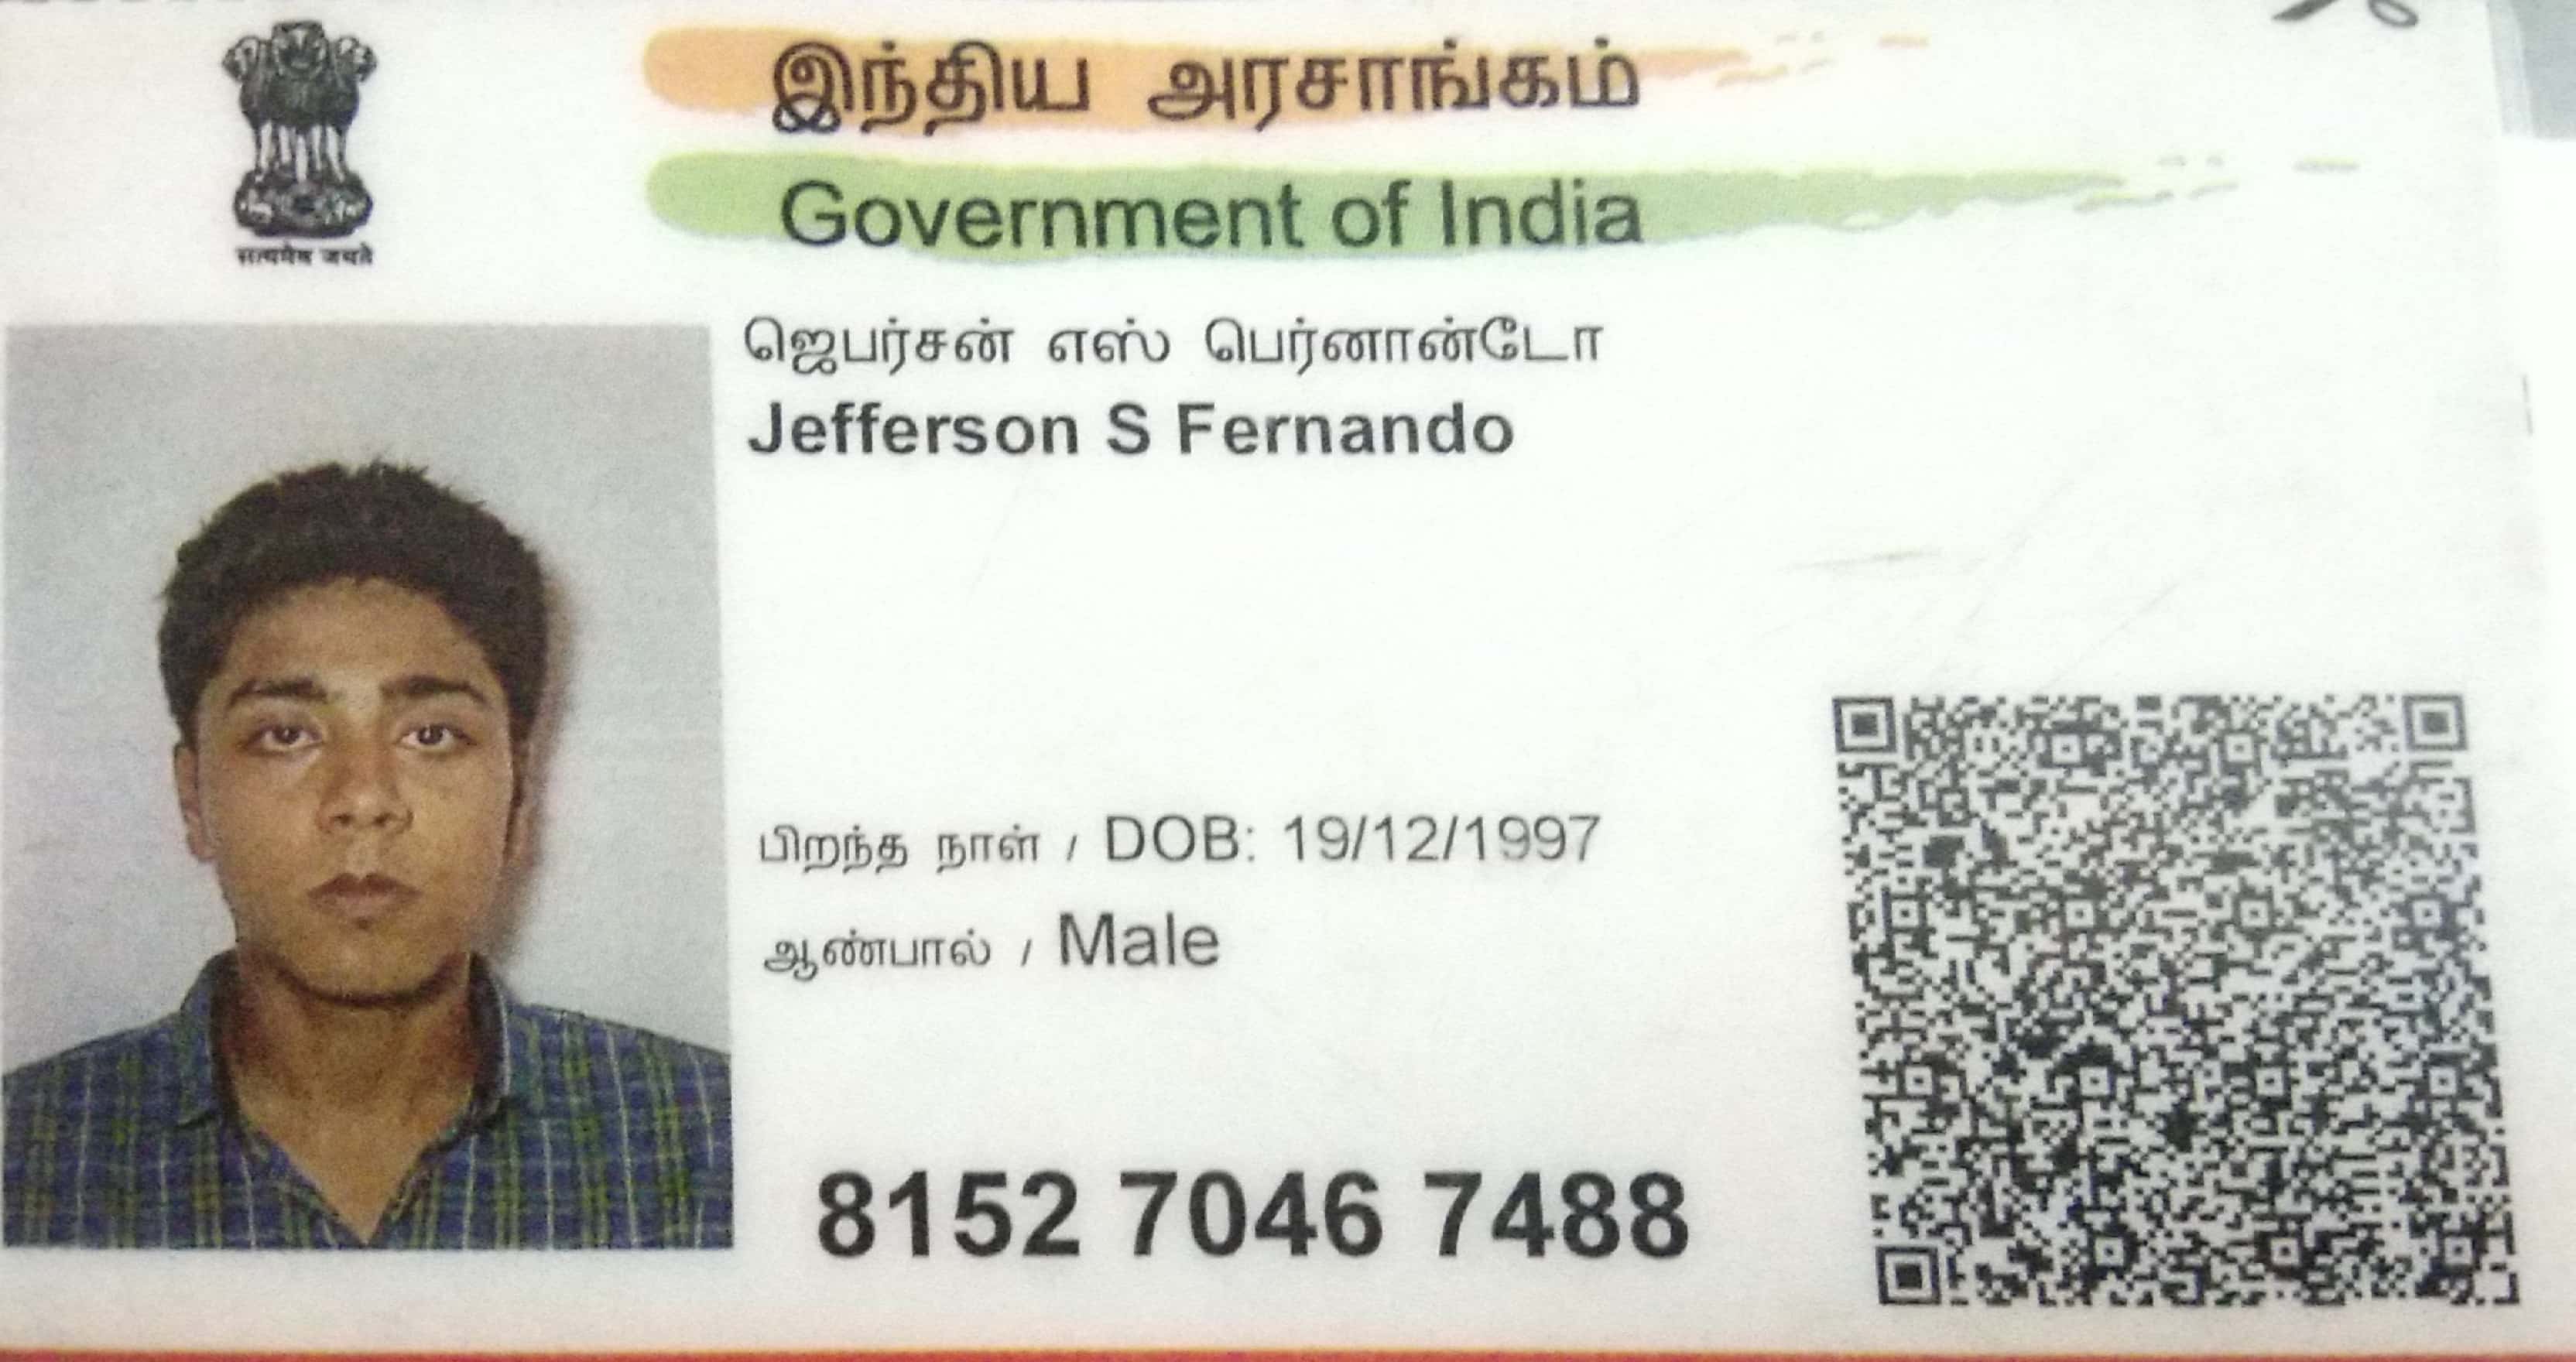 இந்திய அரசாங்கம்
Government of India
सत्यमेव जयते
ஜெபர்சன் எஸ் பெர்னான்டோ
Jefferson S Fernando
பிறந்த நாள் / DOB: 19/12/1997
ஆண்பால் / Male
8152 7046 7488